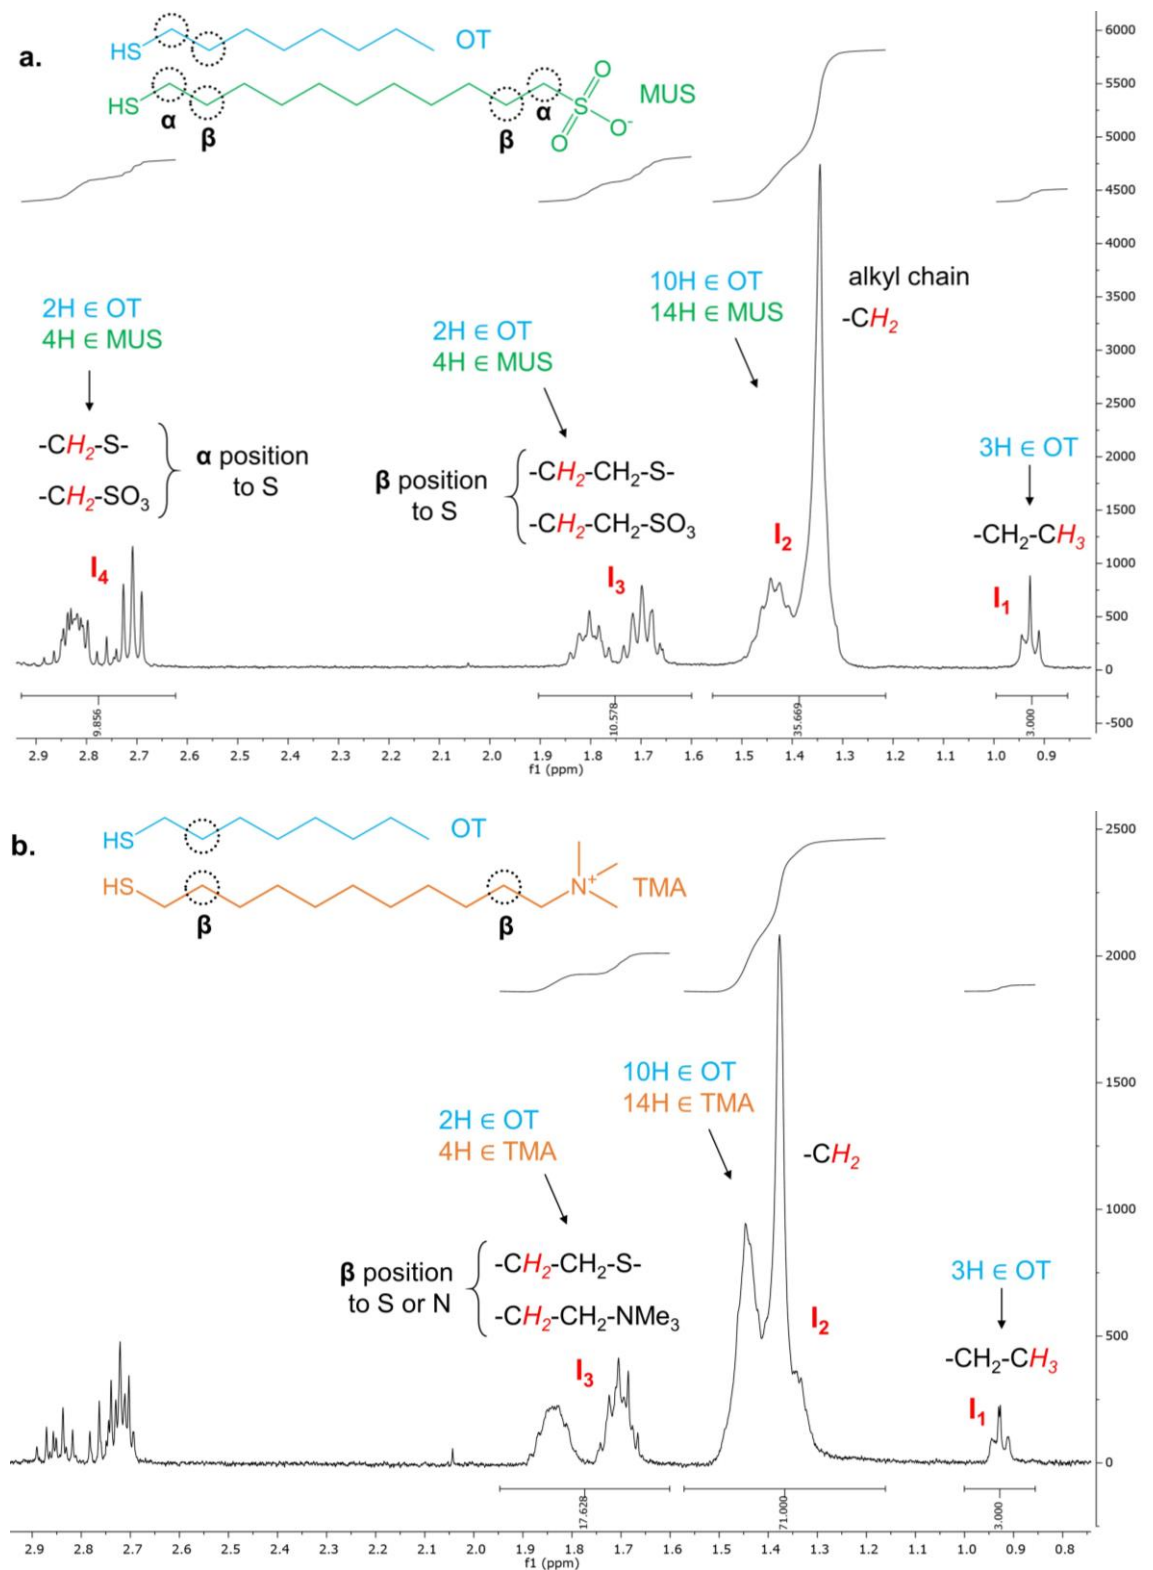 a.
HS
OT
HS
MUS
S
O
O
O-
α
β
β
α
6000
5500
5000
4500
4000
3500
3000
2500
2000
1500
1000
500
0
-500
2H ∈ OT
4H ∈ MUS
-CH2-S-
-CH2-SO3
α position
to S
I4
2H ∈ OT
4H ∈ MUS
β position
to S
-CH2-CH2-S-
-CH2-CH2-SO3
I3
10H ∈ OT
14H ∈ MUS
alkyl chain
-CH2
I2
3H ∈ OT
-CH2-CH3
I1
9.856
10.578
35.669
3.000
2.9 2.8 2.7 2.6 2.5 2.4 2.3 2.2 2.1 2.0 1.9 1.8 1.7 1.6 1.5 1.4 1.3 1.2 1.1 1.0 0.9
f1 (ppm)
b.
HS
OT
HS
N+
TMA
β
β
2500
2000
1500
1000
500
0
2H ∈ OT
4H ∈ TMA
β position
to S or N
-CH2-CH2-S-
-CH2-CH2-NMe3
I3
10H ∈ OT
14H ∈ TMA
-CH2
I2
3H ∈ OT
-CH2-CH3
I1
17.628
71.000
3.000
2.9 2.8 2.7 2.6 2.5 2.4 2.3 2.2 2.1 2.0 1.9 1.8 1.7 1.6 1.5 1.4 1.3 1.2 1.1 1.0 0.9 0.8
f1 (ppm)